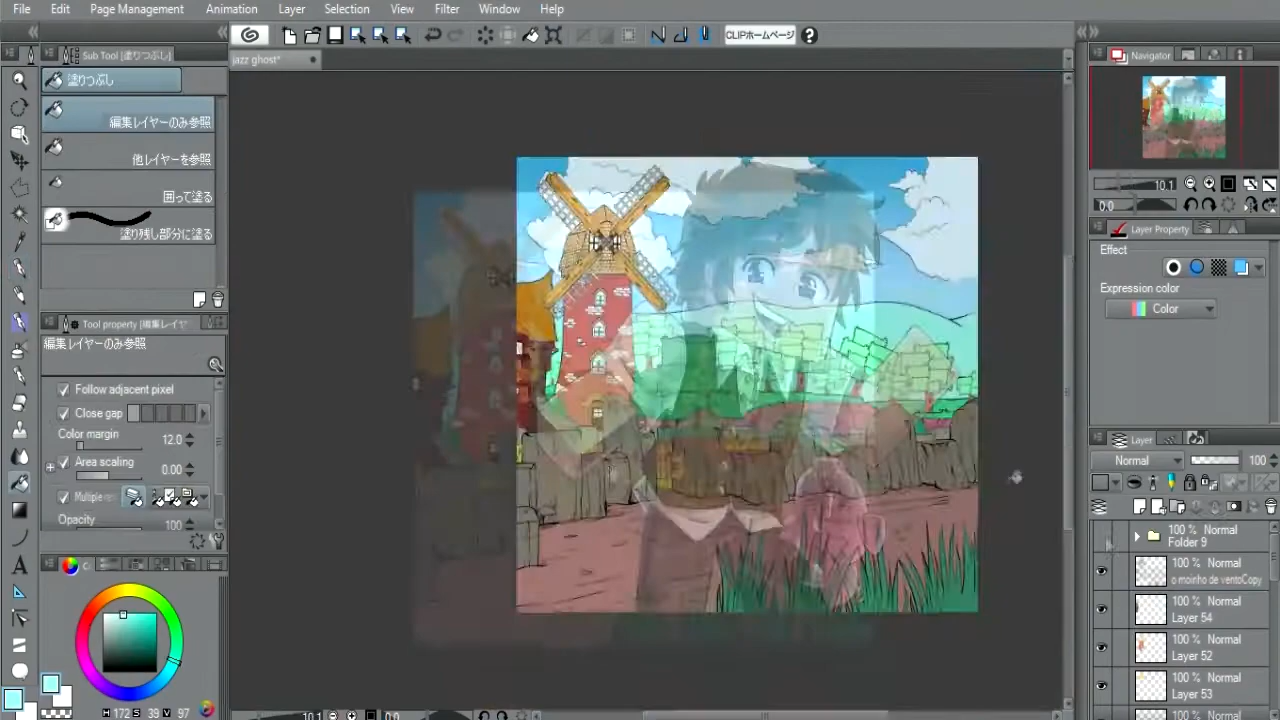 File Edit Page Management Animation Layer Selection View Filter Window Help
CLIPホームページ
Sub Tool [塗りつぶし]
jazz ghost*
Navigator
塗りつぶし
編集レイヤーのみ参照
他レイヤーを参照
囲って塗る
塗り残し部分に塗る
10.1
0.0
Layer Property
Effect
Expression color
Color
Tool property [編集レイヤ
編集レイヤーのみ参照
Follow adjacent pixel
Close gap
Color margin
12.0
Area scaling
0.00
Multiple re
Opacity
100
Layer
Normal
100
100 % Normal
Folder 9
100 % Normal
o moinho de ventoCopy
100 % Normal
Layer 54
100 % Normal
Layer 52
100 % Normal
Layer 53
100 % Normal
H 172 S 39 V 97
10.1
0.0